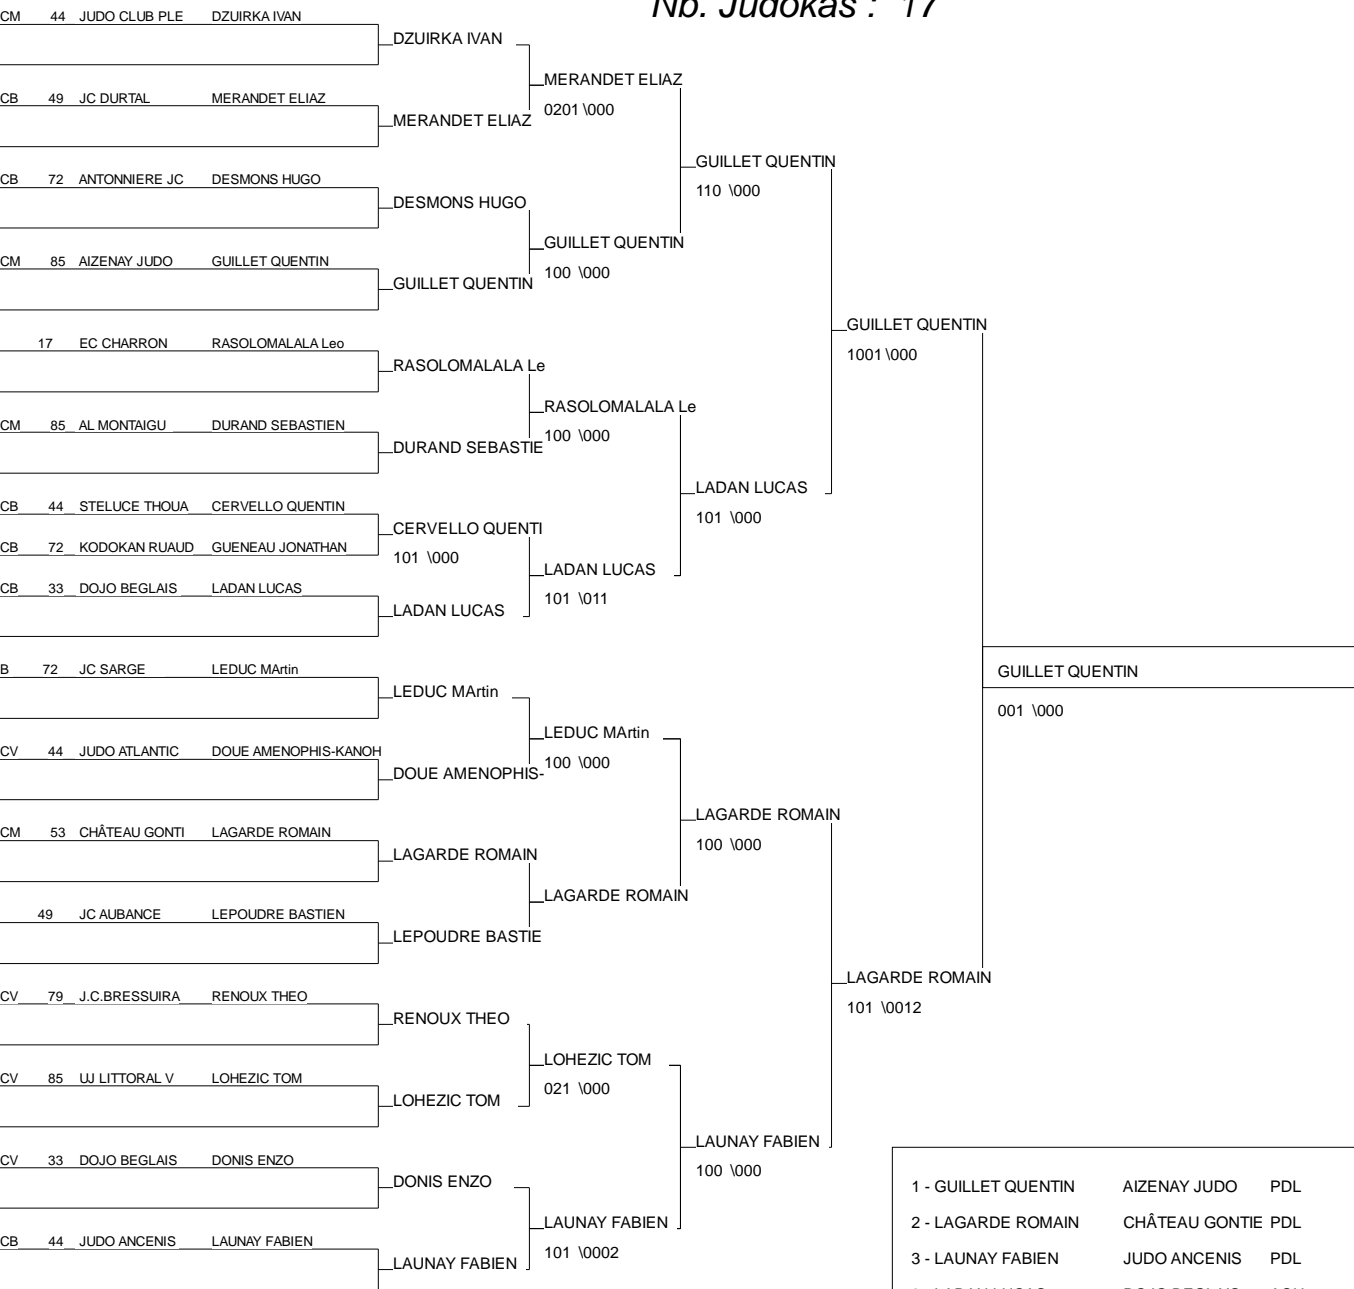 Nb. Judokas : 17
CM 44 JUDO CLUB PLE DZUIRKA IVAN
DZUIRKA IVAN
MERANDET ELIAZ
0201 \000
CB 49 JC DURTAL MERANDET ELIAZ
MERANDET ELIAZ
GUILLET QUENTIN
110 \000
CB 72 ANTONNIERE JC DESMONS HUGO
DESMONS HUGO
GUILLET QUENTIN
100 \000
CM 85 AIZENAY JUDO GUILLET QUENTIN
GUILLET QUENTIN
GUILLET QUENTIN
1001 \000
17 EC CHARRON RASOLOMALALA Leo
RASOLOMALALA Le
RASOLOMALALA Le
100 \000
CM 85 AL MONTAIGU DURAND SEBASTIEN
DURAND SEBASTIE
LADAN LUCAS
101 \000
CB 44 STELUCE THOUA CERVELLO QUENTIN
CERVELLO QUENTI
101 \000
CB 72 KODOKAN RUAUD GUENEAU JONATHAN
LADAN LUCAS
101 \011
CB 33 DOJO BEGLAIS LADAN LUCAS
LADAN LUCAS
GUILLET QUENTIN
001 \000
B 72 JC SARGE LEDUC MArtin
LEDUC MArtin
LEDUC MArtin
100 \000
CV 44 JUDO ATLANTIC DOUE AMENOPHIS-KANOH
DOUE AMENOPHIS-
LAGARDE ROMAIN
100 \000
CM 53 CHÂTEAU GONTI LAGARDE ROMAIN
LAGARDE ROMAIN
LAGARDE ROMAIN
49 JC AUBANCE LEPOUDRE BASTIEN
LEPOUDRE BASTIE
LAGARDE ROMAIN
101 \0012
CV 79 J.C.BRESSUIRA RENOUX THEO
RENOUX THEO
LOHEZIC TOM
021 \000
CV 85 UJ LITTORAL V LOHEZIC TOM
LOHEZIC TOM
LAUNAY FABIEN
100 \000
CV 33 DOJO BEGLAIS DONIS ENZO
DONIS ENZO
LAUNAY FABIEN
101 \0002
CB 44 JUDO ANCENIS LAUNAY FABIEN
LAUNAY FABIEN
1 - GUILLET QUENTIN AIZENAY JUDO PDL
2 - LAGARDE ROMAIN CHÂTEAU GONTIE PDL
3 - LAUNAY FABIEN JUDO ANCENIS PDL